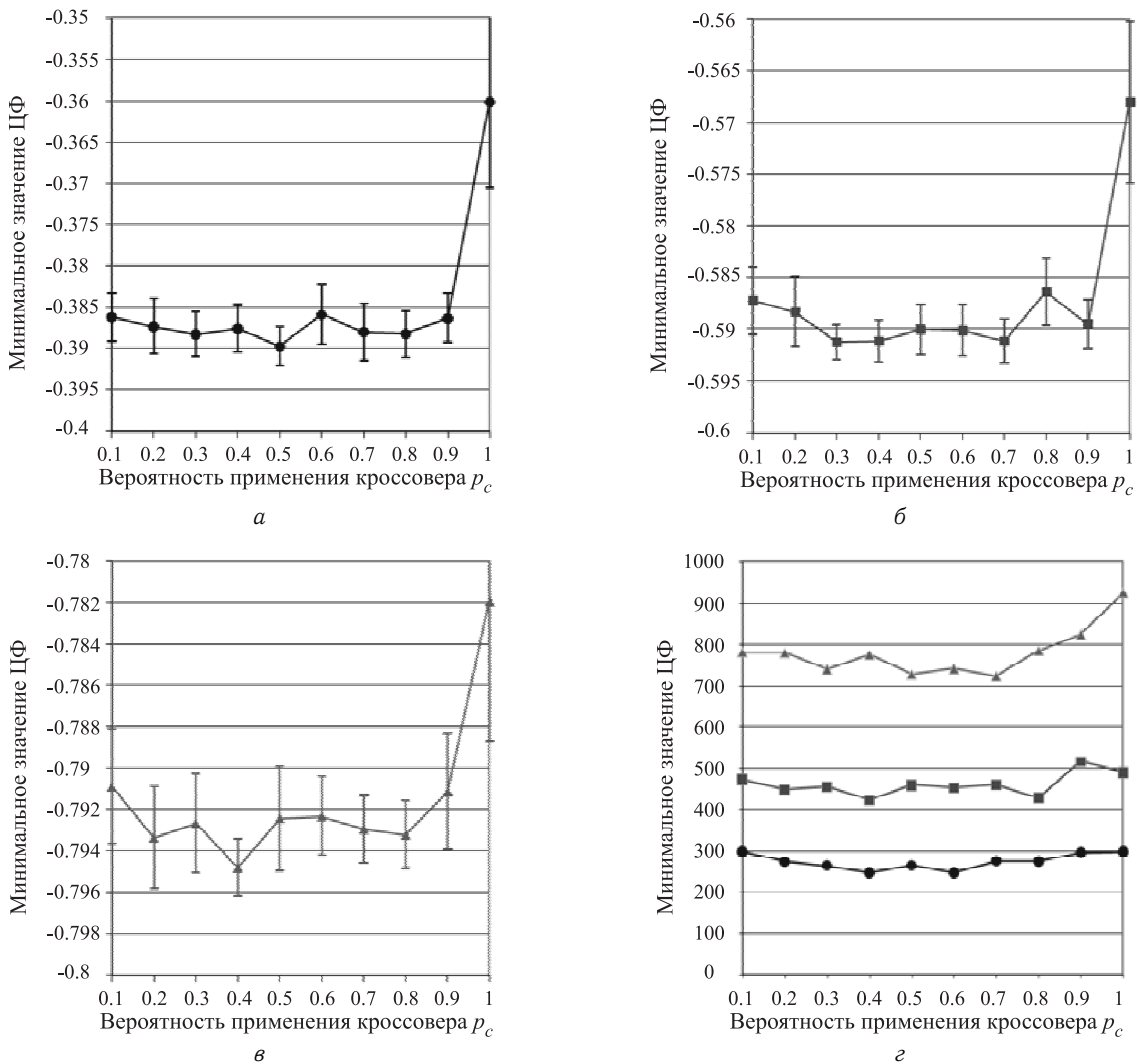 -0.35
-0.355
-0.36
-0.365
-0.37
-0.375
-0.38
-0.385
-0.39
-0.395
-0.4
Минимальное значение ЦФ
0.1 0.2 0.3 0.4 0.5 0.6 0.7 0.8 0.9 1
Вероятность применения кроссовера pc
а
-0.56
-0.565
-0.57
-0.575
-0.58
-0.585
-0.59
-0.595
-0.6
Минимальное значение ЦФ
0.1 0.2 0.3 0.4 0.5 0.6 0.7 0.8 0.9 1
Вероятность применения кроссовера pc
б
-0.78
-0.782
-0.784
-0.786
-0.788
-0.79
-0.792
-0.794
-0.796
-0.798
-0.8
Минимальное значение ЦФ
0.1 0.2 0.3 0.4 0.5 0.6 0.7 0.8 0.9 1
Вероятность применения кроссовера pc
в
1000
900
800
700
600
500
400
300
200
100
0
Минимальное значение ЦФ
0.1 0.2 0.3 0.4 0.5 0.6 0.7 0.8 0.9 1
Вероятность применения кроссовера pc
г